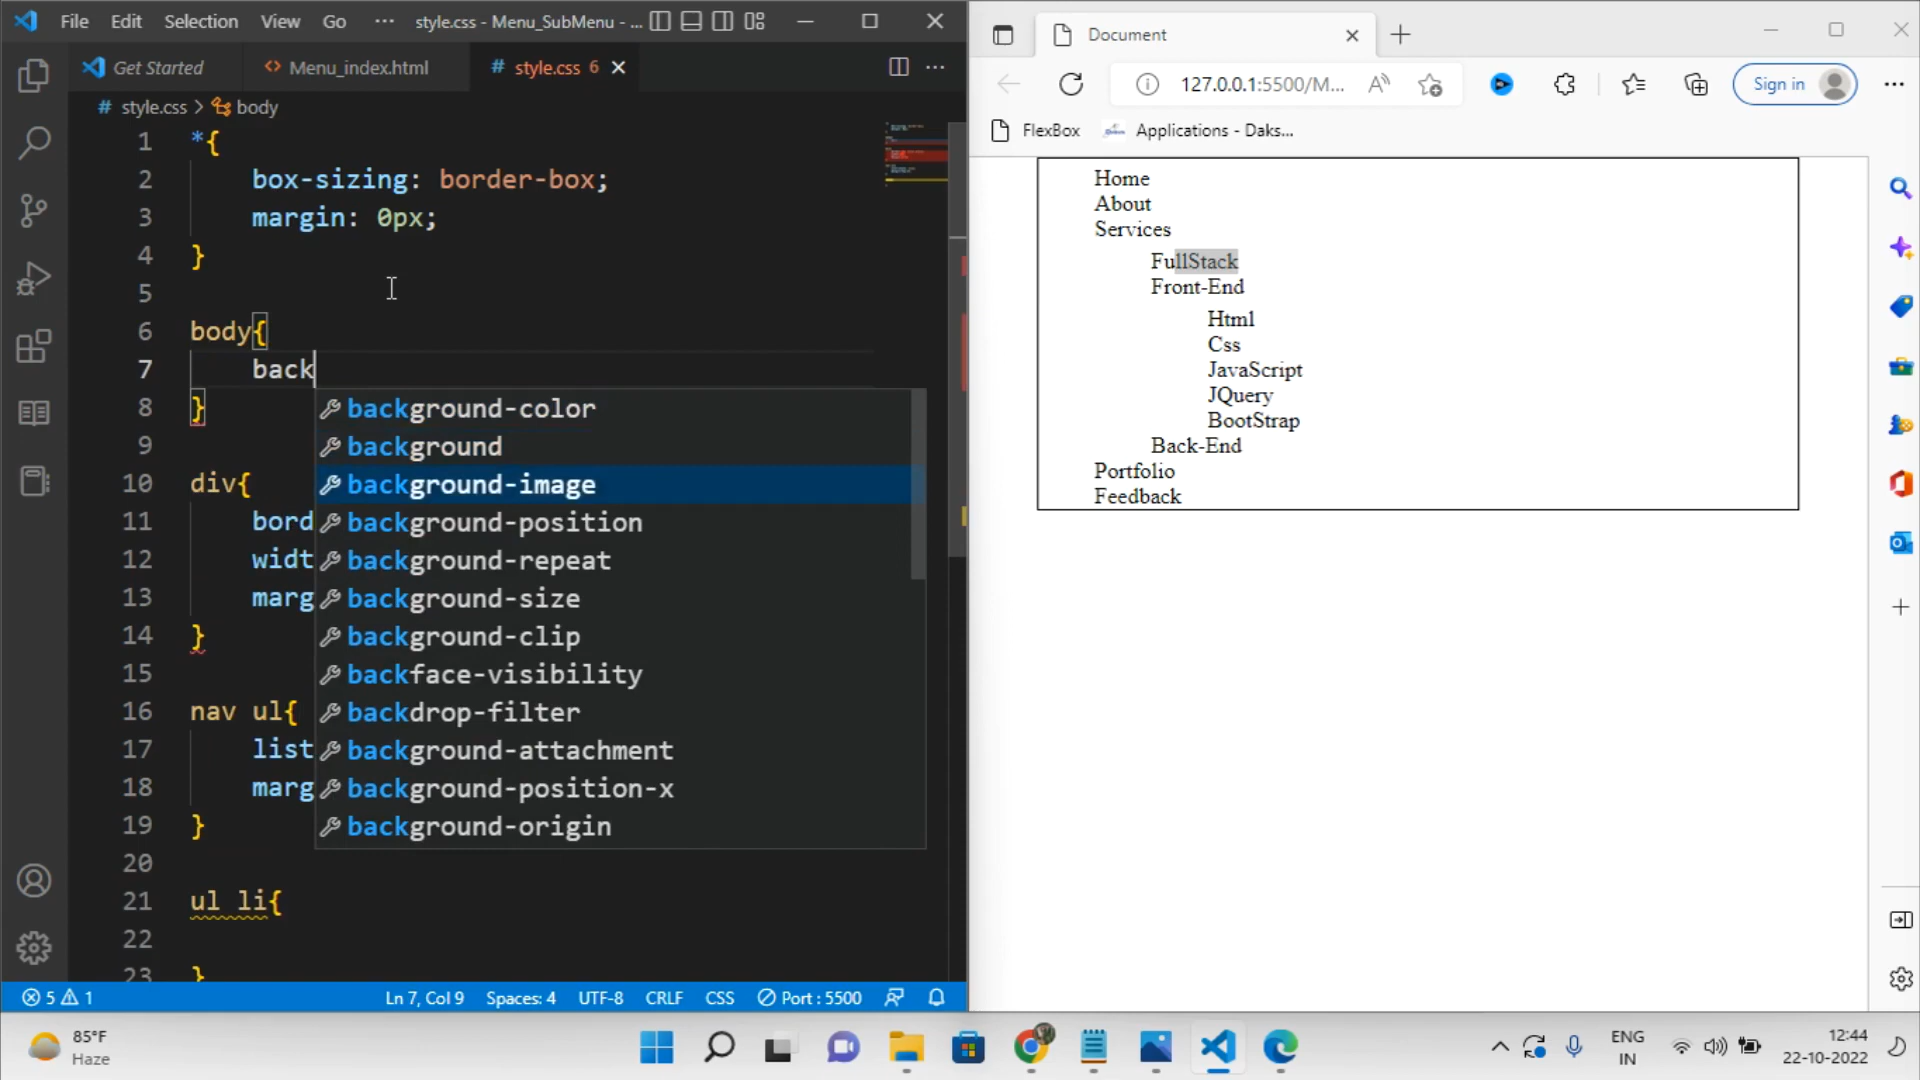 File Edit Selection View Go ··· style.css - Menu_SubMenu - ...
Get Started
<> Menu_index.html
# style.css 6
# style.css > body
1 *{
2 box-sizing: border-box;
3 margin: 0px;
4 }
5
6 body{
7 back
8 }
9
10 div{
11 bord
12 widt
13 marg
14 }
15
16 nav ul{
17 list
18 marg
19 }
20
21 ul li{
22
23 }
background-color
background
background-image
background-position
background-repeat
background-size
background-clip
backface-visibility
backdrop-filter
background-attachment
background-position-x
background-origin
5 1 Ln 7, Col 9 Spaces: 4 UTF-8 CRLF CSS Port : 5500
Document
127.0.0.1:5500/M...
Sign in
FlexBox
Applications - Daks...
Home
About
Services
FullStack
Front-End
Html
Css
JavaScript
JQuery
BootStrap
Back-End
Portfolio
Feedback
85°F
Haze
ENG
IN
12:44
22-10-2022